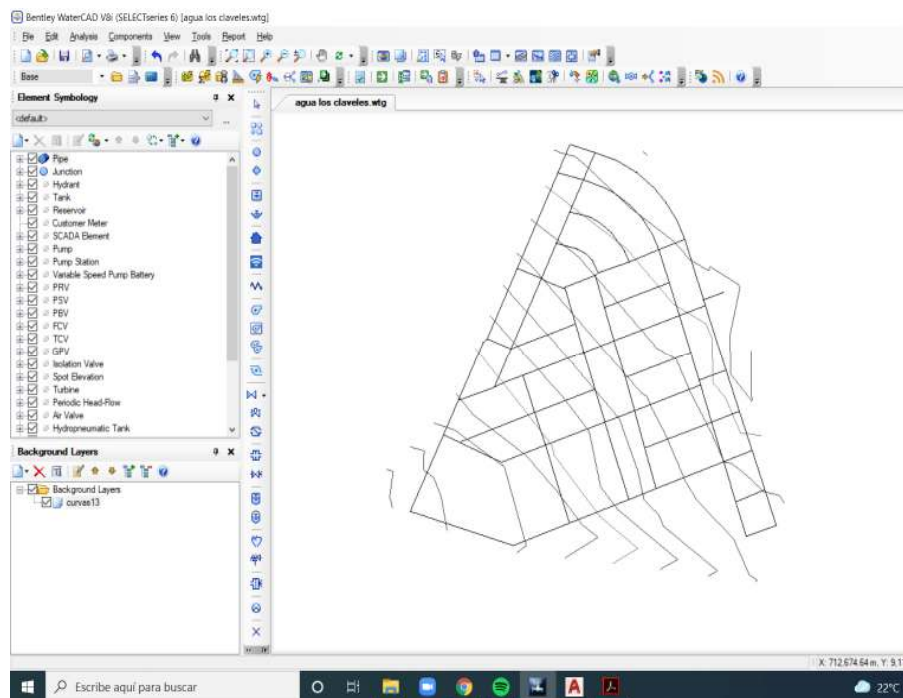 Bentley WaterCAD V8i (SELECTseries 6) [agua los claveles.wtg]
File Edit Analysis Components View Tools Report Help
Base
Element Symbology
<default>
agua los claveles.wtg
Pipe
Junction
Hydrant
Tank
Reservoir
Customer Meter
SCADA Element
Pump
Pump Station
Variable Speed Pump Battery
PRV
PSV
PBV
FCV
TCV
GPV
Isolation Valve
Spot Elevation
Turbine
Periodic Head-Flow
Air Valve
Hydropneumatic Tank
Background Layers
Background Layers
curvas13
X: 712,674.64 m, Y: 9,1
Escribe aquí para buscar
22°C